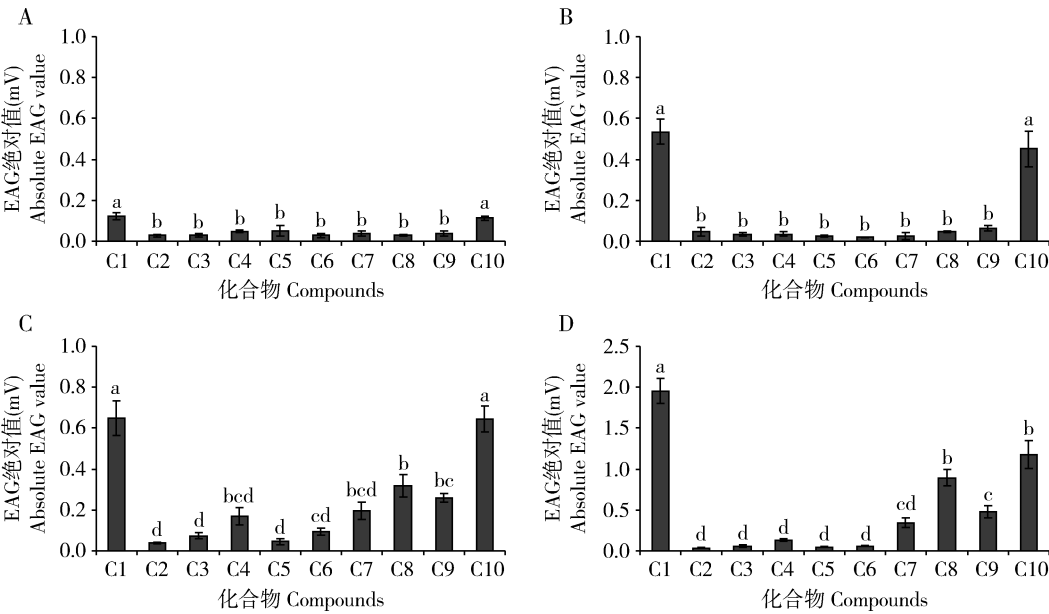 A
EAG绝对值(mV)
Absolute EAG value
1.0
0.8
0.6
0.4
0.2
0.0
a b b b b b b b b a
C1 C2 C3 C4 C5 C6 C7 C8 C9 C10
化合物 Compounds
B
EAG绝对值(mV)
Absolute EAG value
1.0
0.8
0.6
0.4
0.2
0.0
a b b b b b b b b a
C1 C2 C3 C4 C5 C6 C7 C8 C9 C10
化合物 Compounds
C
EAG绝对值(mV)
Absolute EAG value
1.0
0.8
0.6
0.4
0.2
0.0
a d d bcd d cd bcd b bc a
C1 C2 C3 C4 C5 C6 C7 C8 C9 C10
化合物 Compounds
D
EAG绝对值(mV)
Absolute EAG value
2.5
2.0
1.5
1.0
0.5
0.0
a d d d d d cd b c b
C1 C2 C3 C4 C5 C6 C7 C8 C9 C10
化合物 Compounds